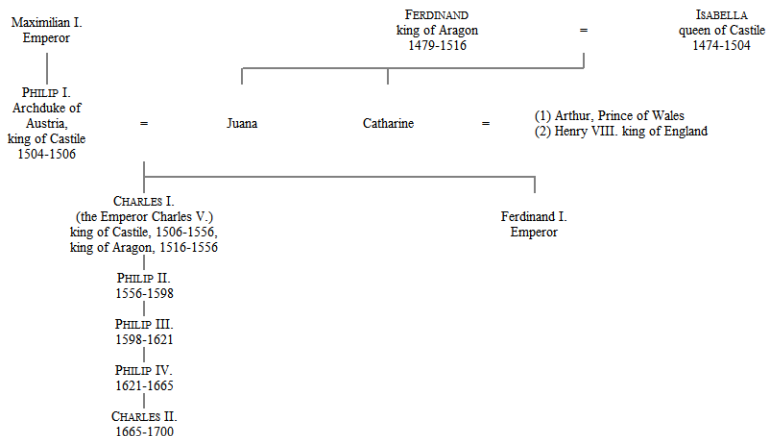 Maximilian I.
Emperor
FERDINAND
king of Aragon
1479-1516
=
ISABELLA
queen of Castile
1474-1504
PHILIP I.
Archduke of
Austria,
king of Castile
1504-1506
=
Juana
Catharine
=
(1) Arthur, Prince of Wales
(2) Henry VIII. king of England
CHARLES I.
(the Emperor Charles V.)
king of Castile, 1506-1556,
king of Aragon, 1516-1556
Ferdinand I.
Emperor
PHILIP II.
1556-1598
PHILIP III.
1598-1621
PHILIP IV.
1621-1665
CHARLES II.
1665-1700